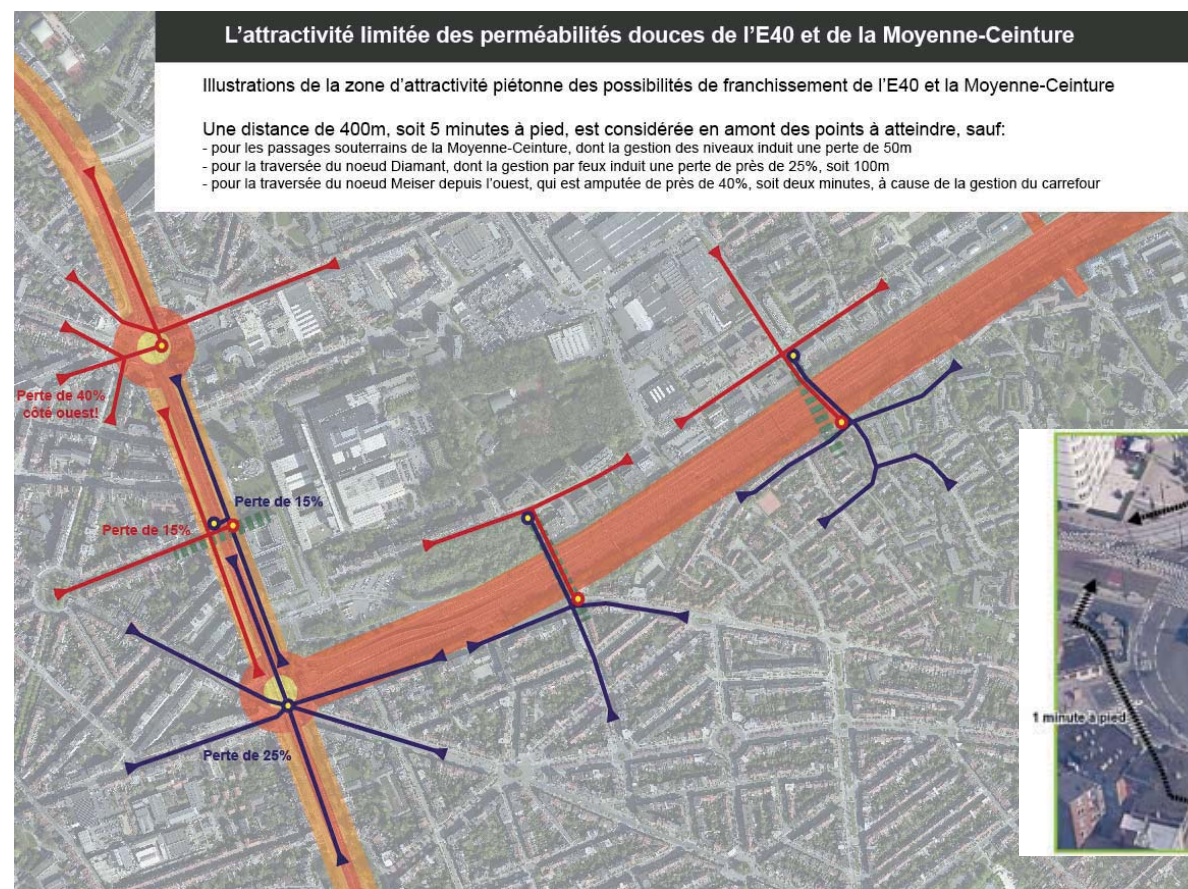 L'attractivité limitée des perméabilités douces de l'E40 et de la Moyenne-Ceinture
Illustrations de la zone d'attractivité piétonne des possibilités de franchissement de l'E40 et la Moyenne-Ceinture
Une distance de 400m, soit 5 minutes à pied, est considérée en amont des points à atteindre, sauf:
- pour les passages souterrains de la Moyenne-Ceinture, dont la gestion des niveaux induit une perte de 50m
- pour la traversée du noeud Diamant, dont la gestion par feux induit une perte de près de 25%, soit 100m
- pour la traversée du noeud Meiser depuis l'ouest, qui est amputée de près de 40%, soit deux minutes, à cause de la gestion du carrefour
Perte de 40%
côté ouest!
Perte de 15%
Perte de 15%
1 minute à pied
Perte de 25%